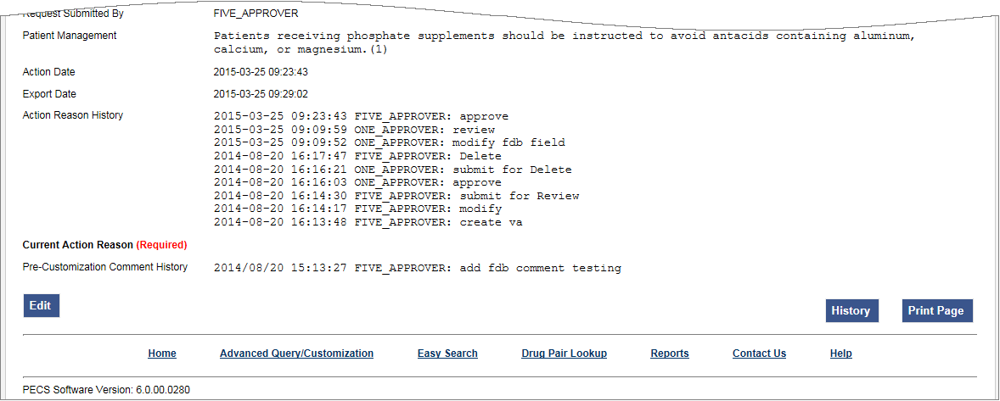 Request Submitted By FIVE_APPROVER
Patient Management Patients receiving phosphate supplements should be instructed to avoid antacids containing aluminum,
calcium, or magnesium.(1)
Action Date 2015-03-25 09:23:43
Export Date 2015-03-25 09:29:02
Action Reason History 2015-03-25 09:23:43 FIVE_APPROVER: approve
2015-03-25 09:09:59 ONE_APPROVER: review
2015-03-25 09:09:52 ONE_APPROVER: modify fdb field
2014-08-20 16:17:47 FIVE_APPROVER: Delete
2014-08-20 16:16:21 ONE_APPROVER: submit for Delete
2014-08-20 16:16:03 ONE_APPROVER: approve
2014-08-20 16:14:30 FIVE_APPROVER: submit for Review
2014-08-20 16:14:17 FIVE_APPROVER: modify
2014-08-20 16:13:48 FIVE_APPROVER: create va
Current Action Reason (Required)
Pre-Customization Comment History 2014/08/20 15:13:27 FIVE_APPROVER: add fdb comment testing
Edit History Print Page
Home Advanced Query/Customization Easy Search Drug Pair Lookup Reports Contact Us Help
PECS Software Version: 6.0.00.0280